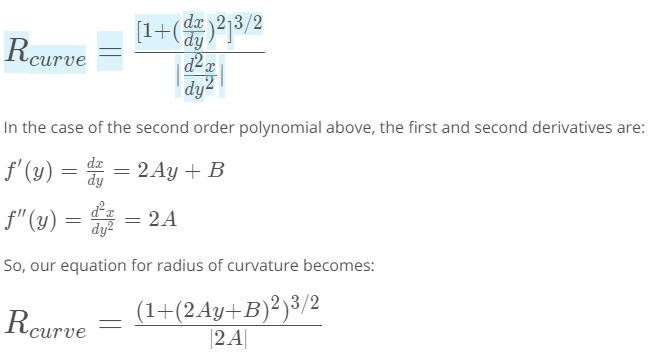 R_{curve} = \frac{[1+(\frac{dx}{dy})^2]^{3/2}}{|\frac{d^2x}{dy^2}|}
In the case of the second order polynomial above, the first and second derivatives are:
f'(y) = \frac{dx}{dy} = 2Ay + B
f''(y) = \frac{d^2x}{dy^2} = 2A
So, our equation for radius of curvature becomes:
R_{curve} = \frac{(1+(2Ay+B)^2)^{3/2}}{|2A|}